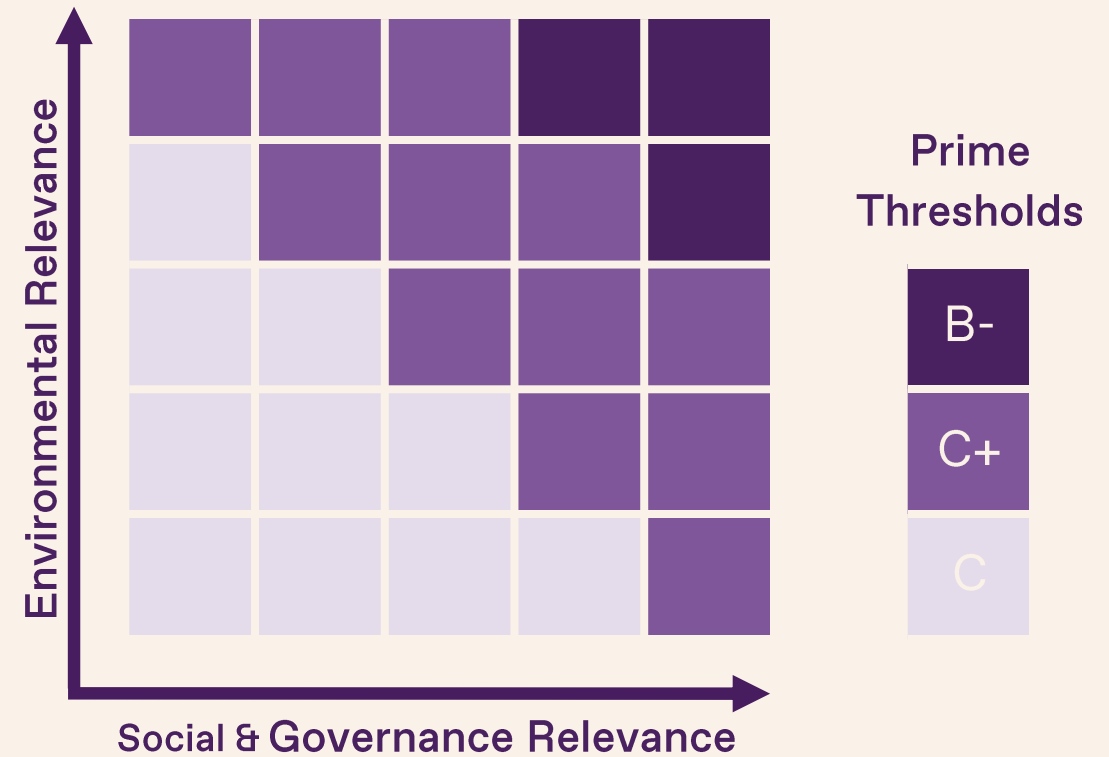 Environmental Relevance
Social & Governance Relevance
Prime
Thresholds
B-
C+
C